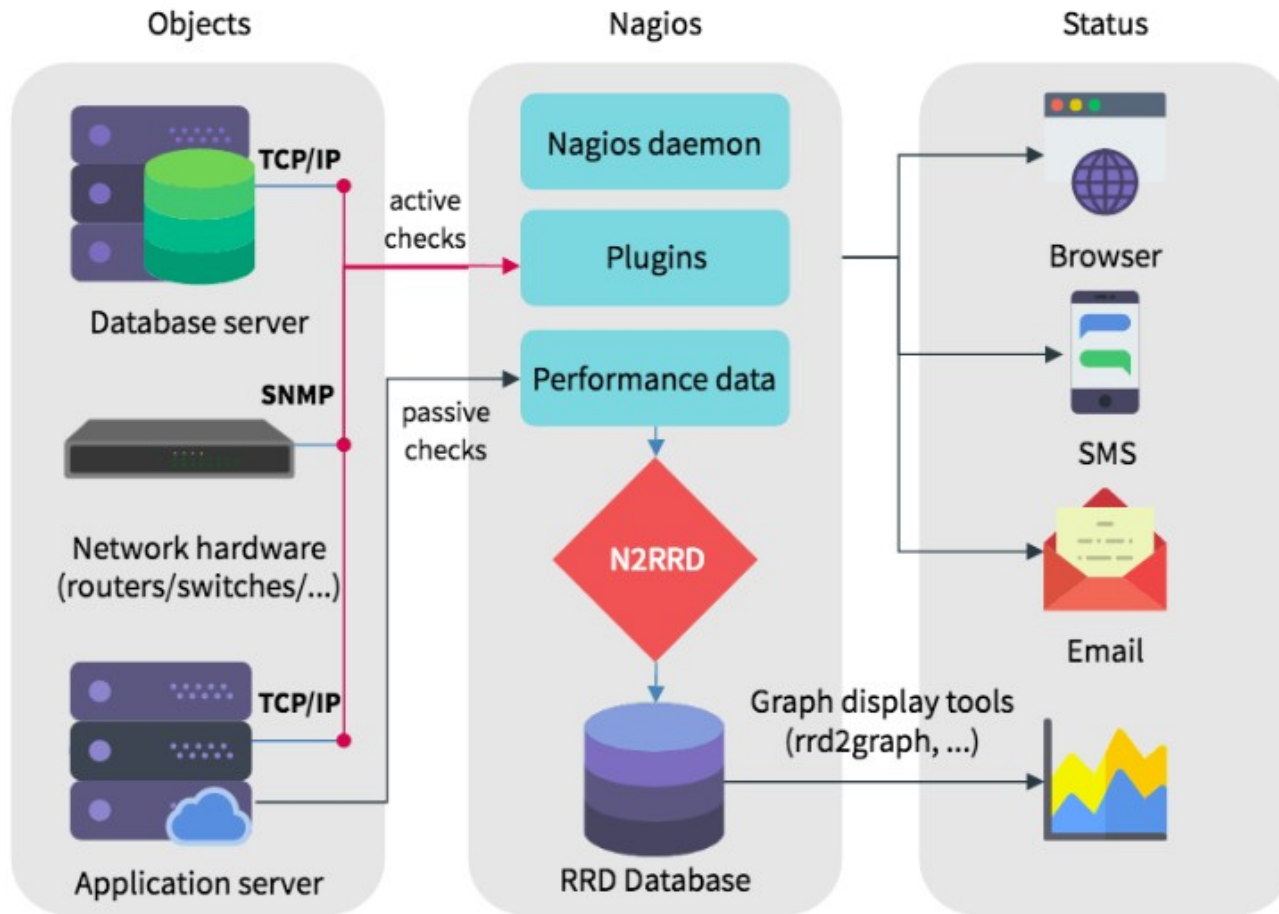 Objects
Nagios
Status
TCP/IP
Database server
SNMP
Network hardware
(routers/switches/...)
TCP/IP
Application server
active
checks
passive
checks
Nagios daemon
Plugins
Performance data
N2RRD
RRD Database
Graph display tools
(rrd2graph, ...)
Browser
SMS
Email